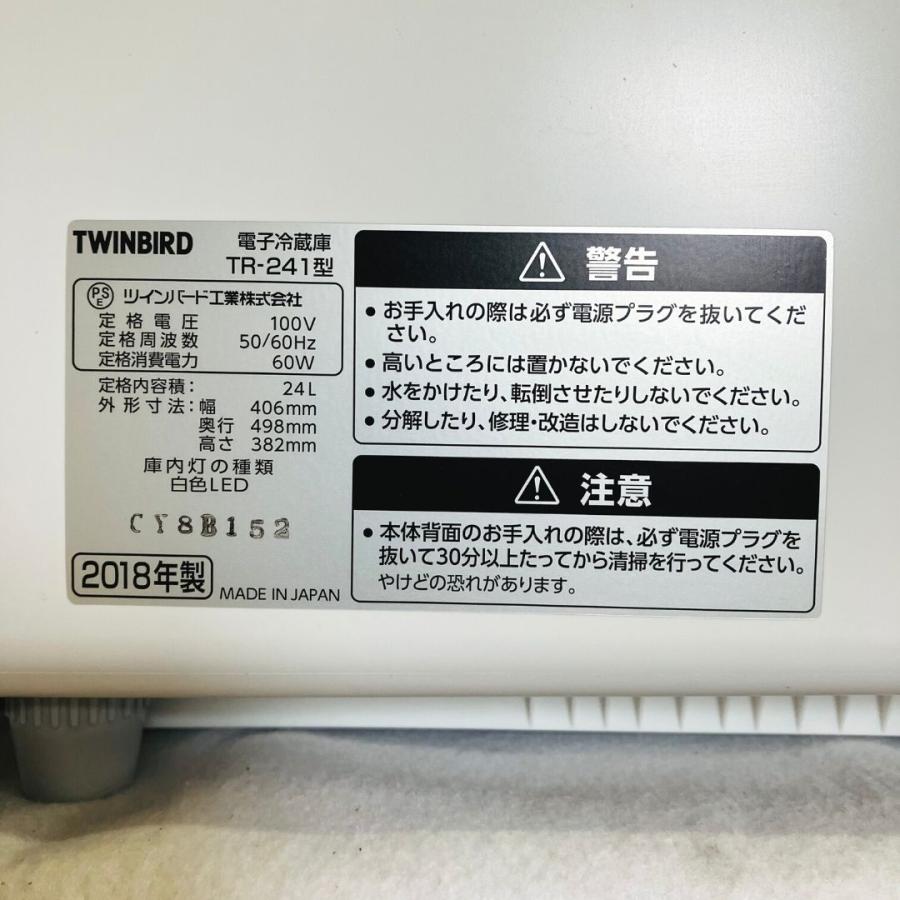 TWINBIRD 電子冷蔵庫
TR-241型
PS E ツインバード工業株式会社
定格電圧 100V
定格周波数 50/60Hz
定格消費電力 60W
定格内容積: 24L
外形寸法:幅 406mm
奥行 498mm
高さ 382mm
庫内灯の種類
白色LED
CY8B152
2018年製 MADE IN JAPAN
警告
•お手入れの際は必ず電源プラグを抜いてくだ
さい。
•高いところには置かないでください。
•水をかけたり、転倒させたりしないでください。
•分解したり、修理・改造はしないでください。
注意
•本体背面のお手入れの際は、必ず電源プラグを
抜いて30分以上たってから清掃を行ってください。
やけどの恐れがあります。